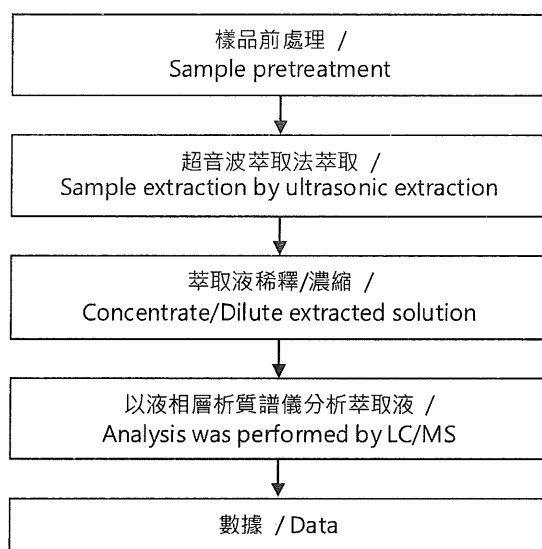 樣品前處理 /
Sample pretreatment
超音波萃取法萃取 /
Sample extraction by ultrasonic extraction
萃取液稀釋/濃縮 /
Concentrate/Dilute extracted solution
以液相層析質譜儀分析萃取液 /
Analysis was performed by LC/MS
數據 / Data